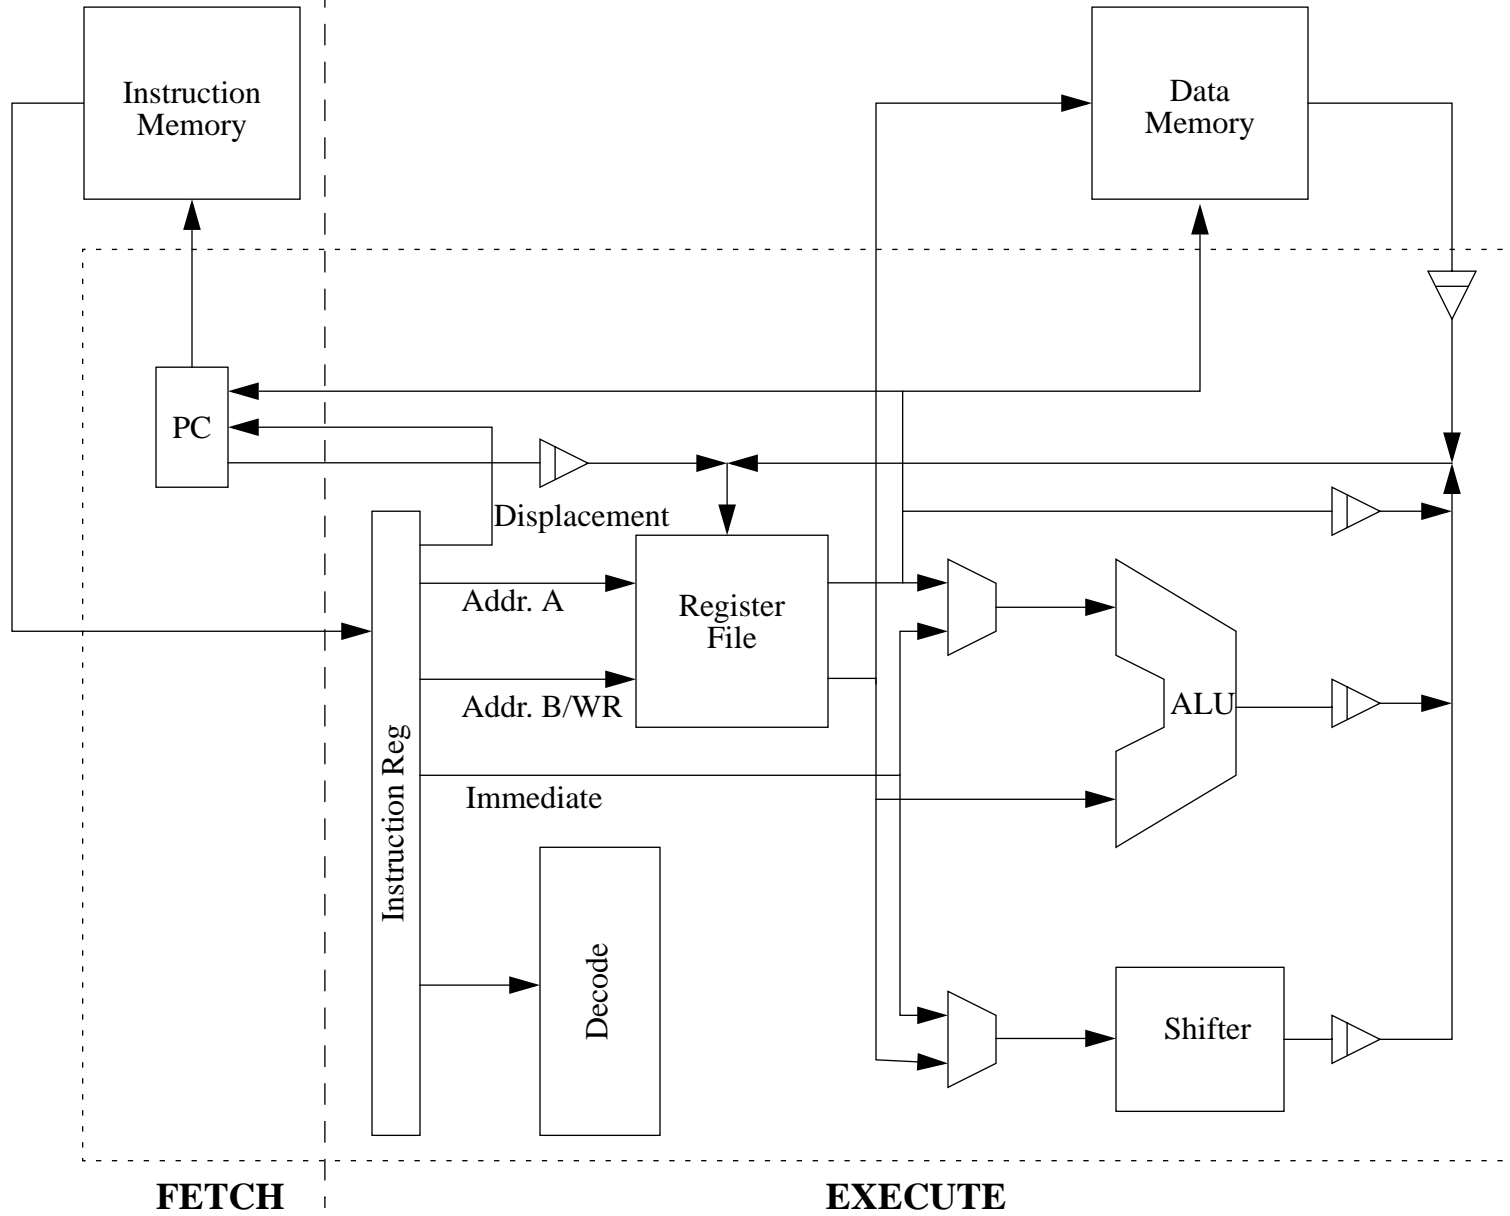 Instruction
Memory
Data
Memory
PC
Displacement
Addr. A
Register
File
Addr. B/WR
ALU
Instruction Reg
Immediate
Decode
Shifter
FETCH
EXECUTE